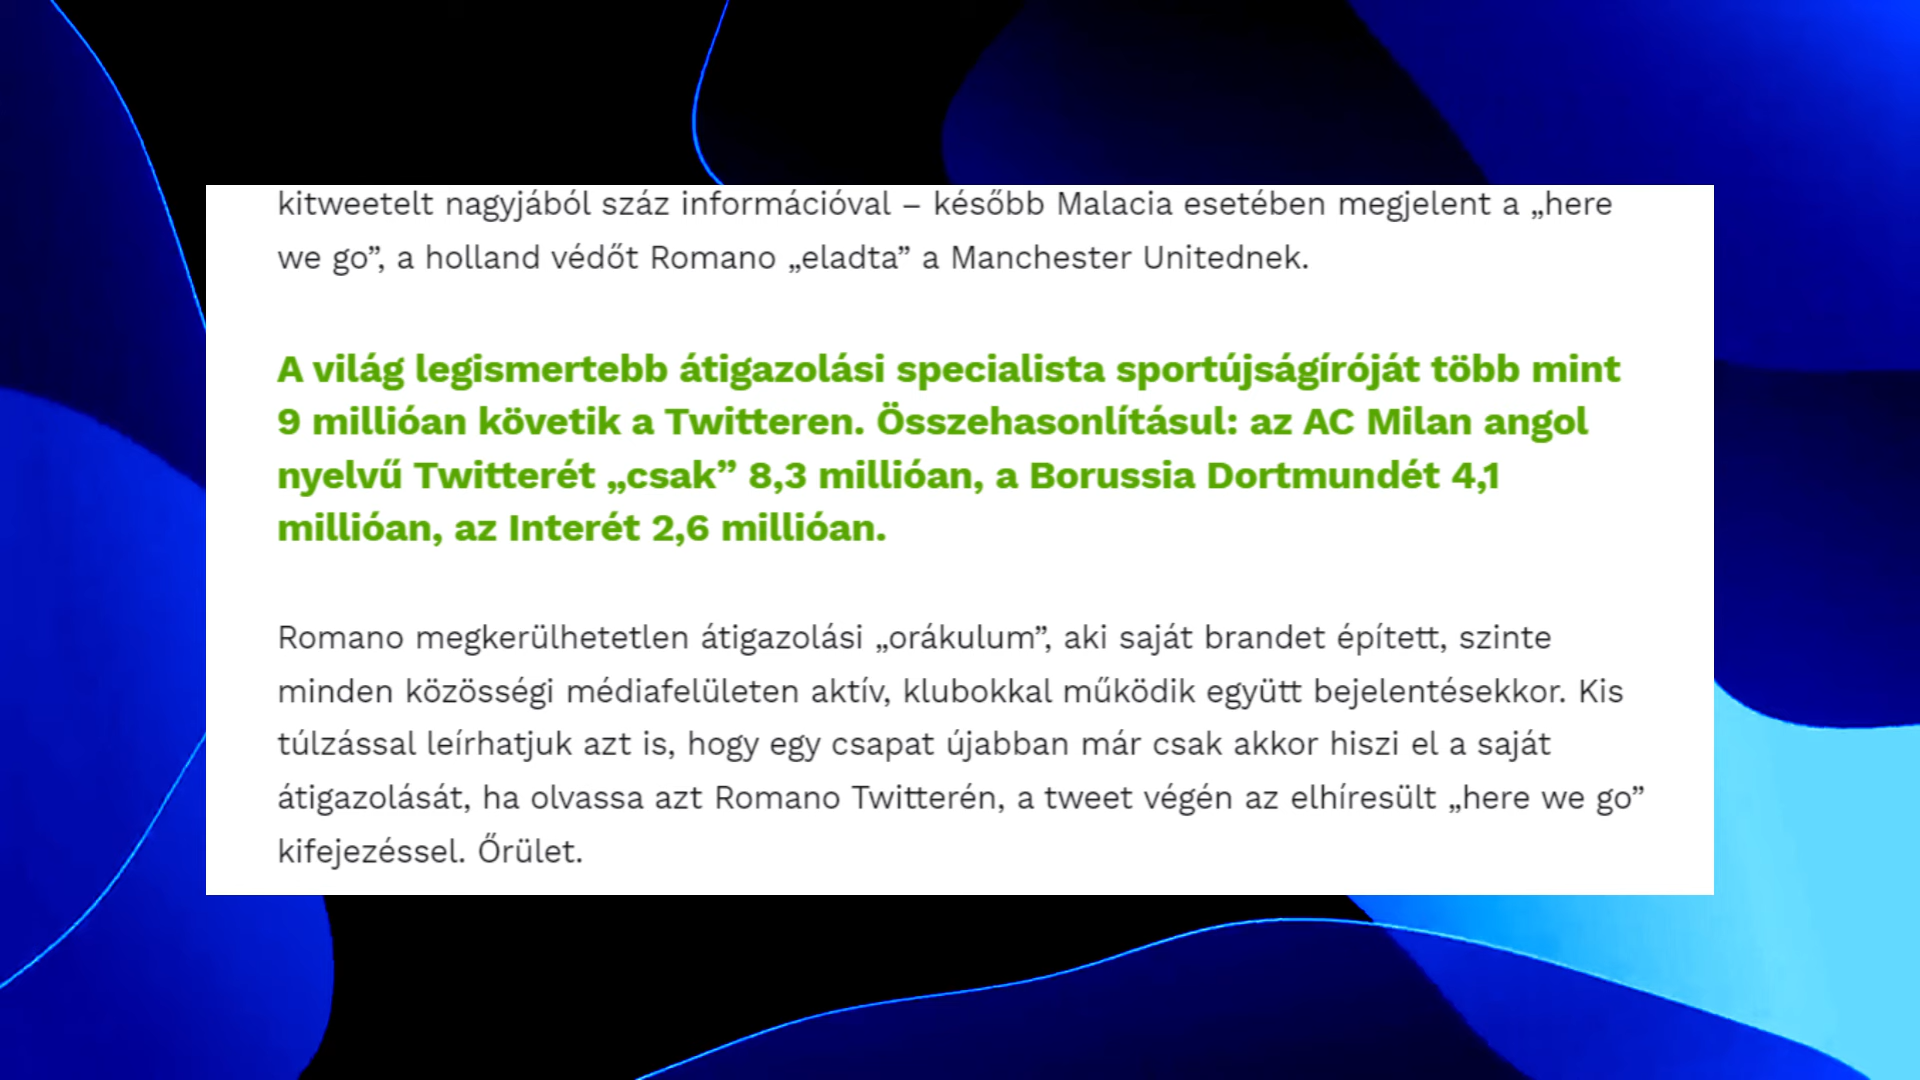 kitweetelt nagyjából száz információval – később Malacia esetében megjelent a „here
we go”, a holland védőt Romano „eladta” a Manchester Unitednek.
A világ legismertebb átigazolási specialista sportújságíróját több mint
9 millióan követik a Twitteren. Összehasonlításul: az AC Milan angol
nyelvű Twitterét „csak” 8,3 millióan, a Borussia Dortmundét 4,1
millióan, az Interét 2,6 millióan.
Romano megkerülhetetlen átigazolási „orákulum”, aki saját brandet épített, szinte
minden közösségi médiafelületen aktív, klubokkal működik együtt bejelentésekkor. Kis
túlzással leírhatjuk azt is, hogy egy csapat újabban már csak akkor hiszi el a saját
átigazolását, ha olvassa azt Romano Twitterén, a tweet végén az elhíresült „here we go”
kifejezéssel. Őrület.